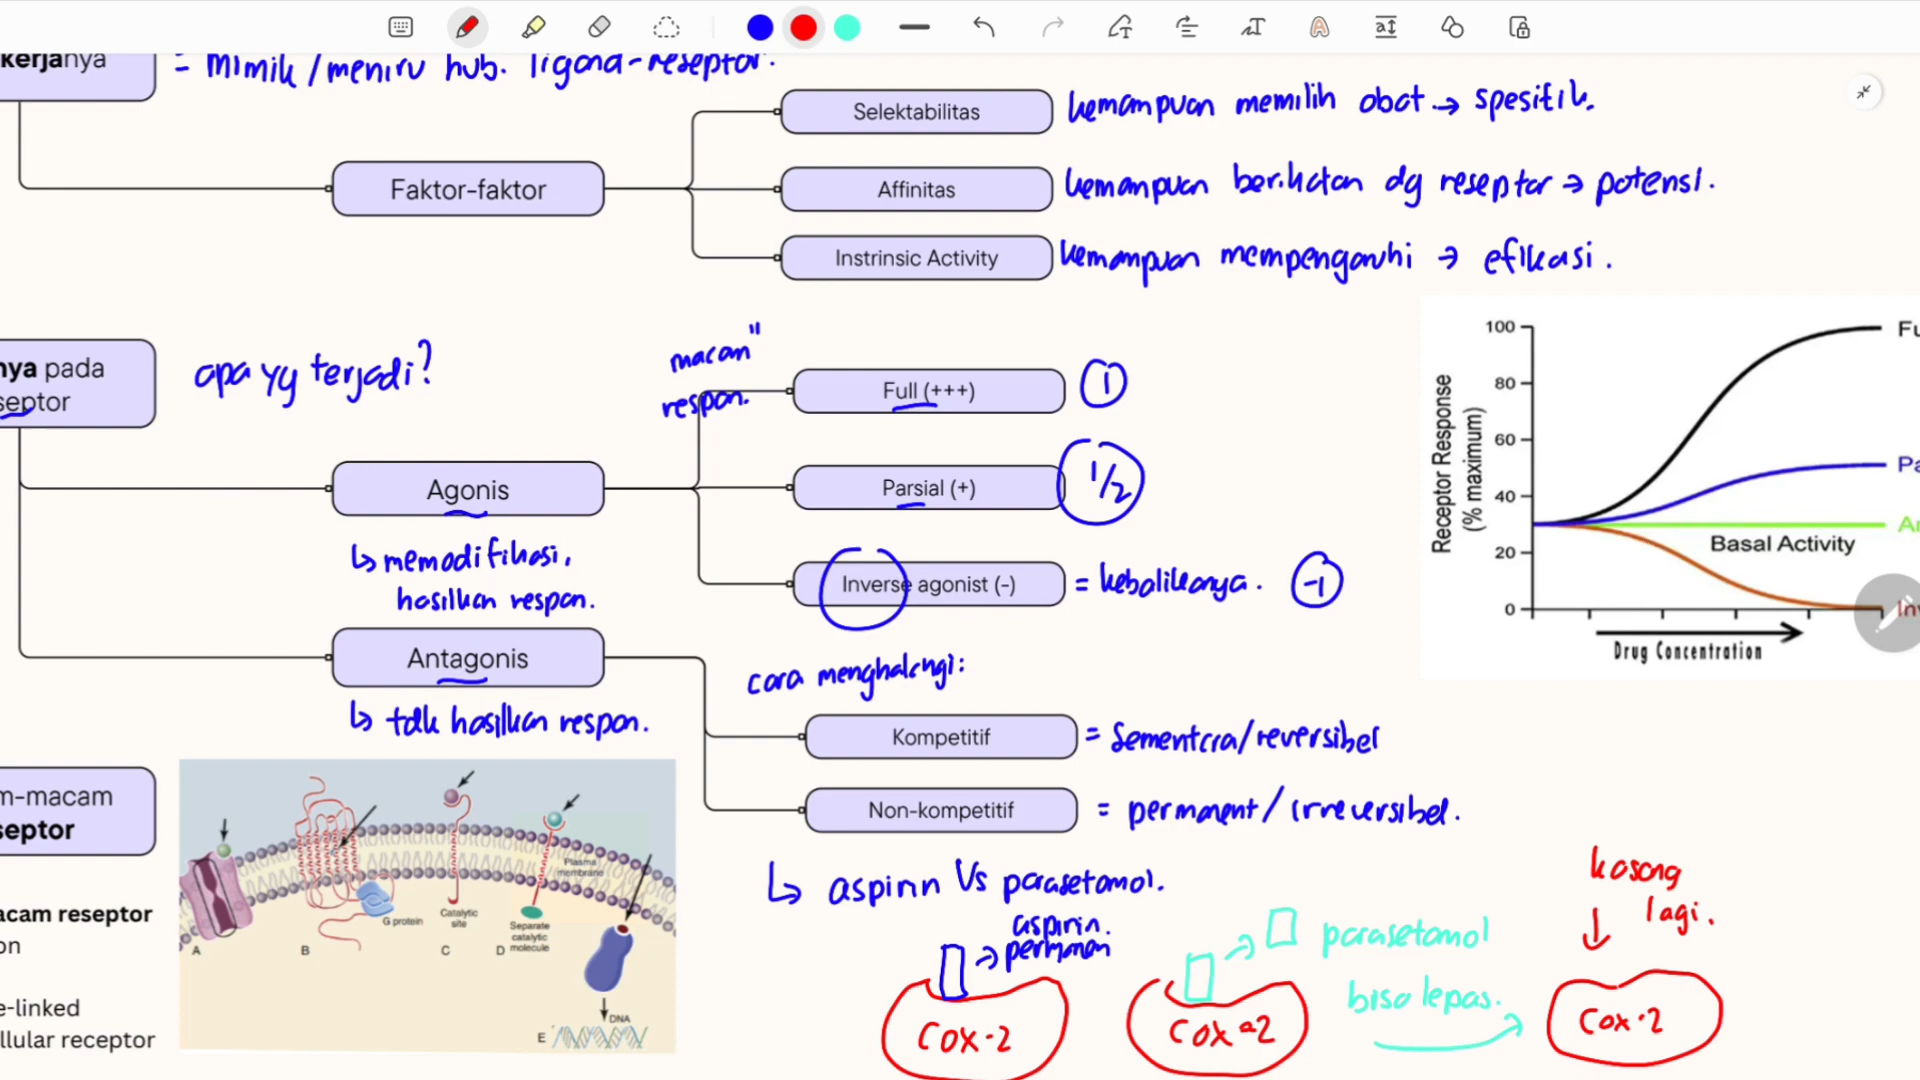 kerjanya
= mimik/meniru hub. ligand-reseptor.
Selektabilitas
kemampuan memilih obat → spesifik.
Faktor-faktor
Affinitas
kemampuan berikatan dg reseptor → potensi.
Instrinsic Activity
kemampuan mempengaruhi → efikasi.
nya pada
septor
apa yg terjadi?
macam"
respon.
Full (+++)
1
Agonis
Parsial (+)
1/2
↳ memodifikasi,
hasilkan respon.
Inverse agonist (-)
= kebalikannya.
-1
Antagonis
↳ tdk hasilkan respon.
cara menghalangi:
Kompetitif
= Sementara/reversibel
Non-kompetitif
= permanent/irreversibel.
Receptor Response
(% maximum)
100
80
60
40
20
0
Fu
Pa
An
Inv
Basal Activity
Drug Concentration
m-macam
septor
acam reseptor
on
e-linked
llular receptor
Plasma
membrane
G protein
Catalytic
site
Separate
catalytic
molecule
A
B
C
D
E
DNA
↳ aspirin Vs parasetamol.
aspirin.
→ permanen
Cox-2
→ parasetamol
bisa lepas.
Cox-2
kosong
lagi.
Cox-2